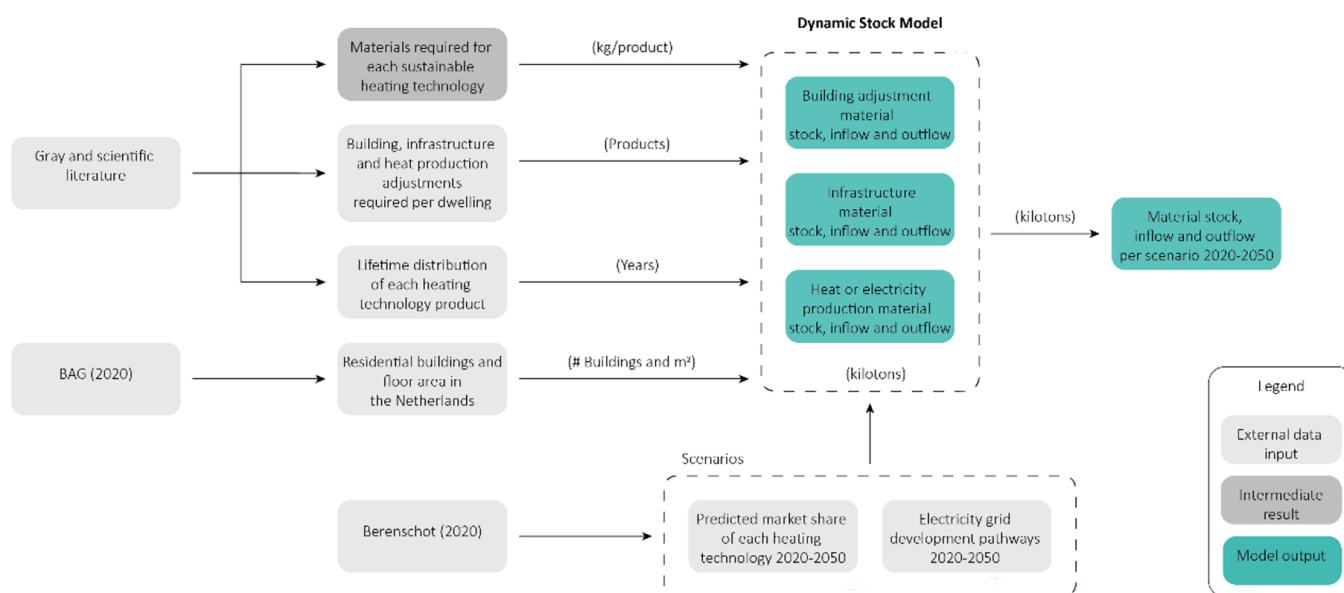 Dynamic Stock Model
Materials required for
each sustainable
heating technology
(kg/product)
Building adjustment
material
stock, inflow and outflow
Gray and scientific
literature
Building, infrastructure
and heat production
adjustments
required per dwelling
(Products)
Infrastructure
material
stock, inflow and outflow
(kilotons)
Material stock,
inflow and outflow
per scenario 2020-2050
Lifetime distribution
of each heating
technology product
(Years)
Heat or electricity
production material
stock, inflow and outflow
BAG (2020)
Residential buildings and
floor area in
the Netherlands
(# Buildings and m²)
(kilotons)
Scenarios
Berenschot (2020)
Predicted market share
of each heating
technology 2020-2050
Electricity grid
development pathways
2020-2050
Legend
External data
input
Intermediate
result
Model output